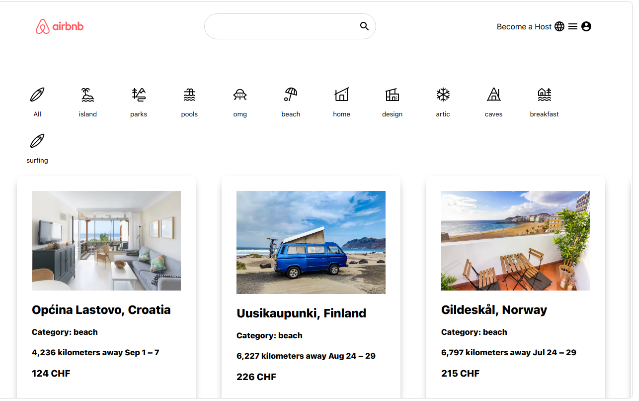 airbnb
Become a Host
All island parks pools omg beach home design artic caves breakfast
surfing
Općina Lastovo, Croatia
Category: beach
4,236 kilometers away Sep 1 – 7
124 CHF
Uusikaupunki, Finland
Category: beach
6,227 kilometers away Aug 24 – 29
226 CHF
Gildeskål, Norway
Category: beach
6,797 kilometers away Jul 24 – 29
215 CHF